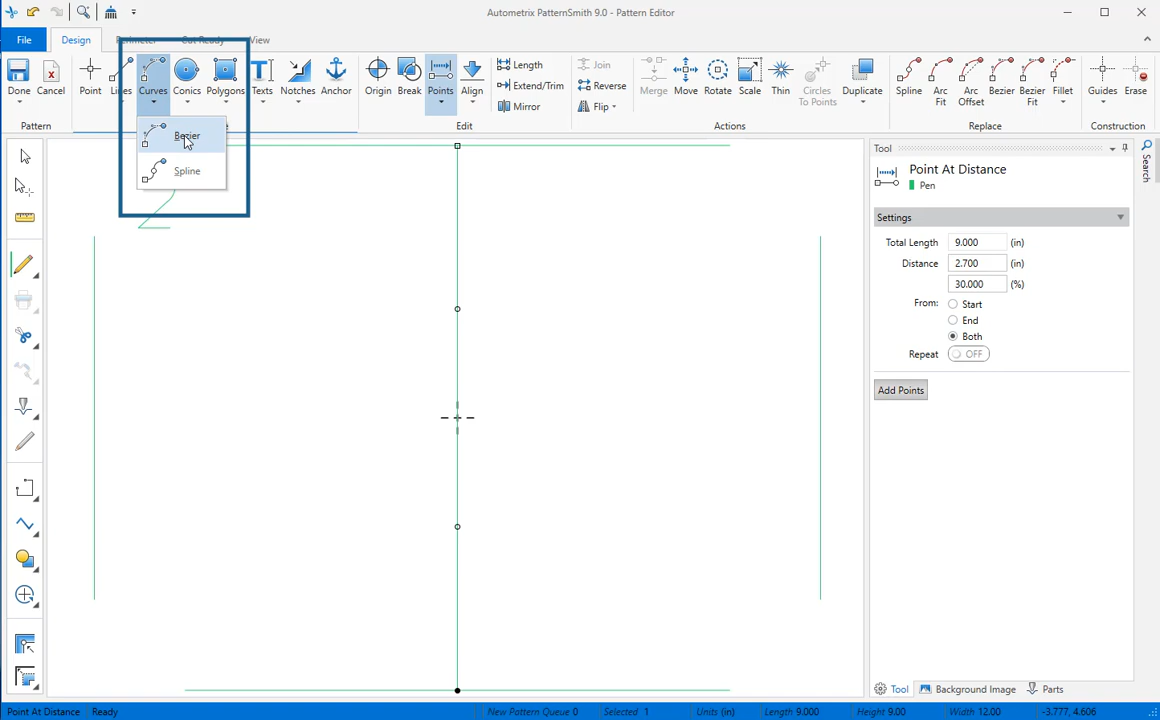 Autometrix PatternSmith 9.0 - Pattern Editor
File Design Perimeter Cut Ready View
Done Cancel Point Lines Curves Conics Polygons Texts Notches Anchor Origin Break Points Align
Length
Extend/Trim
Mirror
Join
Reverse
Flip
Merge Move Rotate Scale Thin Circles To Points Duplicate
Spline Arc Fit Arc Offset Bezier Bezier Fit Fillet Guides Erase
Pattern Edit Actions Replace Construction
Bezier
Spline
2
Tool
Search
Point At Distance
Pen
Settings
Total Length 9.000 (in)
Distance 2.700 (in)
30.000 (%)
From: Start
End
Both
Repeat OFF
Add Points
Tool Background Image Parts
Point At Distance Ready New Pattern Queue 0 Selected 1 Units (in) Length 9.000 Height 9.00 Width 12.00 -3.777, 4.606